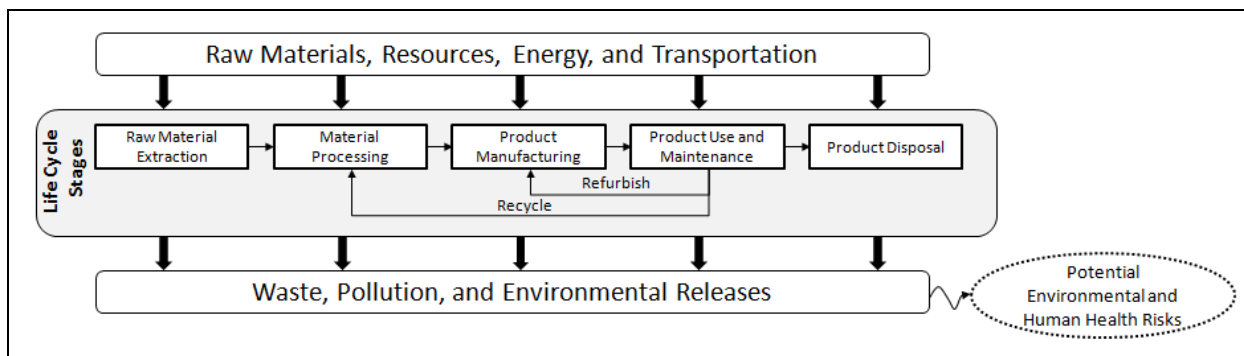 Raw Materials, Resources, Energy, and Transportation
Life Cycle
Stages
Raw Material
Extraction
Material
Processing
Product
Manufacturing
Product Use and
Maintenance
Product Disposal
Refurbish
Recycle
Waste, Pollution, and Environmental Releases
Potential
Environmental and
Human Health Risks